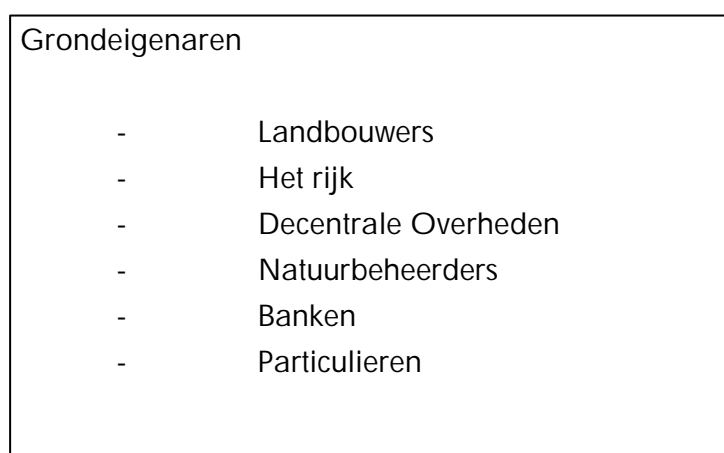 Grondeigenaren
- Landbouwers
- Het rijk
- Decentrale Overheden
- Natuurbeheerders
- Banken
- Particulieren